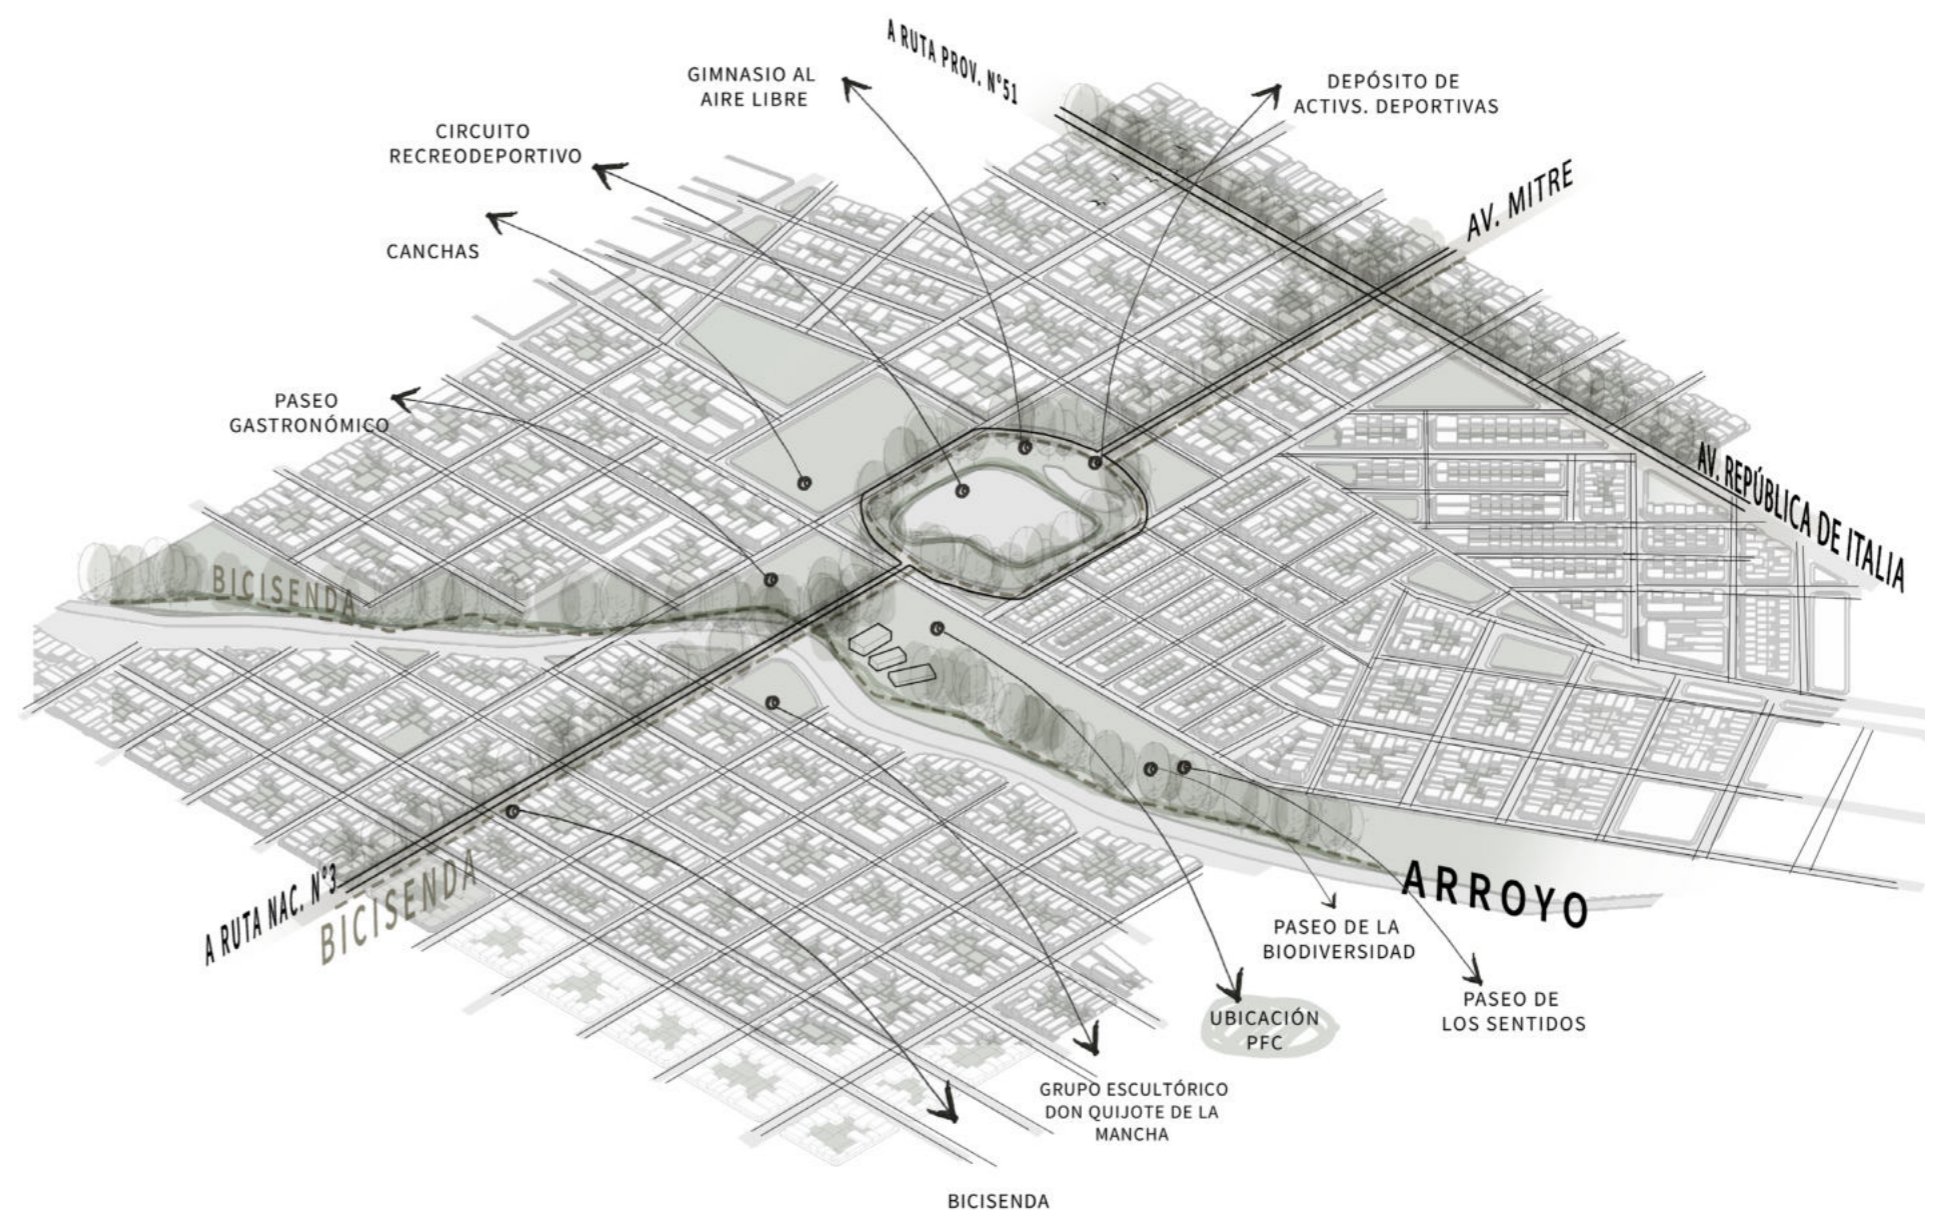 A RUTA PROV. N°51
GIMNASIO AL
AIRE LIBRE
DEPÓSITO DE
ACTIVS. DEPORTIVAS
CIRCUITO
RECREODEPORTIVO
AV. MITRE
CANCHAS
PASEO
GASTRONÓMICO
AV. REPÚBLICA DE ITALIA
BICISENDA
A RUTA NAC. N°3
BICISENDA
ARROYO
PASEO DE LA
BIODIVERSIDAD
PASEO DE
LOS SENTIDOS
UBICACIÓN
PFC
GRUPO ESCULTÓRICO
DON QUIJOTE DE LA
MANCHA
BICISENDA